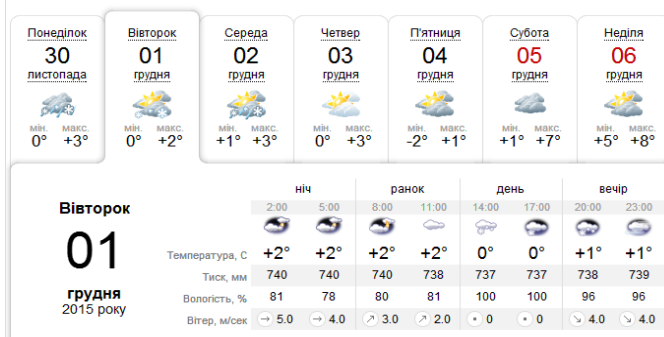 Понеділок Вівторок Середа Четвер П'ятниця Субота Неділя
30 01 02 03 04 05 06
листопада грудня грудня грудня грудня грудня грудня
мін. макс. мін. макс. мін. макс. мін. макс. мін. макс. мін. макс. мін. макс.
0° +3° 0° +2° +1° +3° 0° +3° -2° +1° +1° +7° +5° +8°
ніч ранок день вечір
Вівторок 2:00 5:00 8:00 11:00 14:00 17:00 20:00 23:00
01
Температура, С +2° +2° +2° +2° 0° 0° +1° +1°
Тиск, мм 740 740 740 738 737 737 738 739
грудня
Вологість, % 81 78 80 81 100 100 96 96
2015 року
Вітер, м/сек 5.0 4.0 3.0 2.0 0 0 4.0 4.0